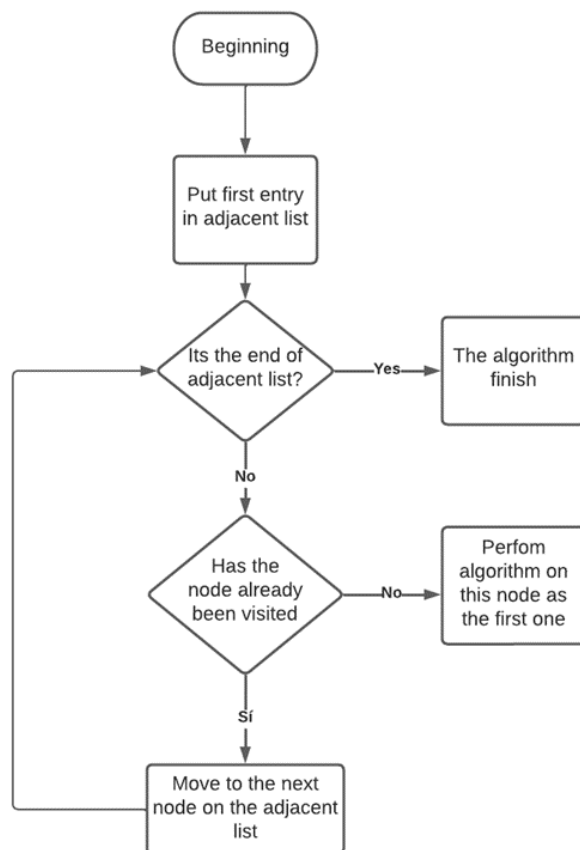 Beginning
Put first entry
in adjacent list
Its the end of
adjacent list?
Yes
The algorithm
finish
No
Has the
node already
been visited
No
Perfom
algorithm on
this node as
the first one
Sí
Move to the next
node on the adjacent
list